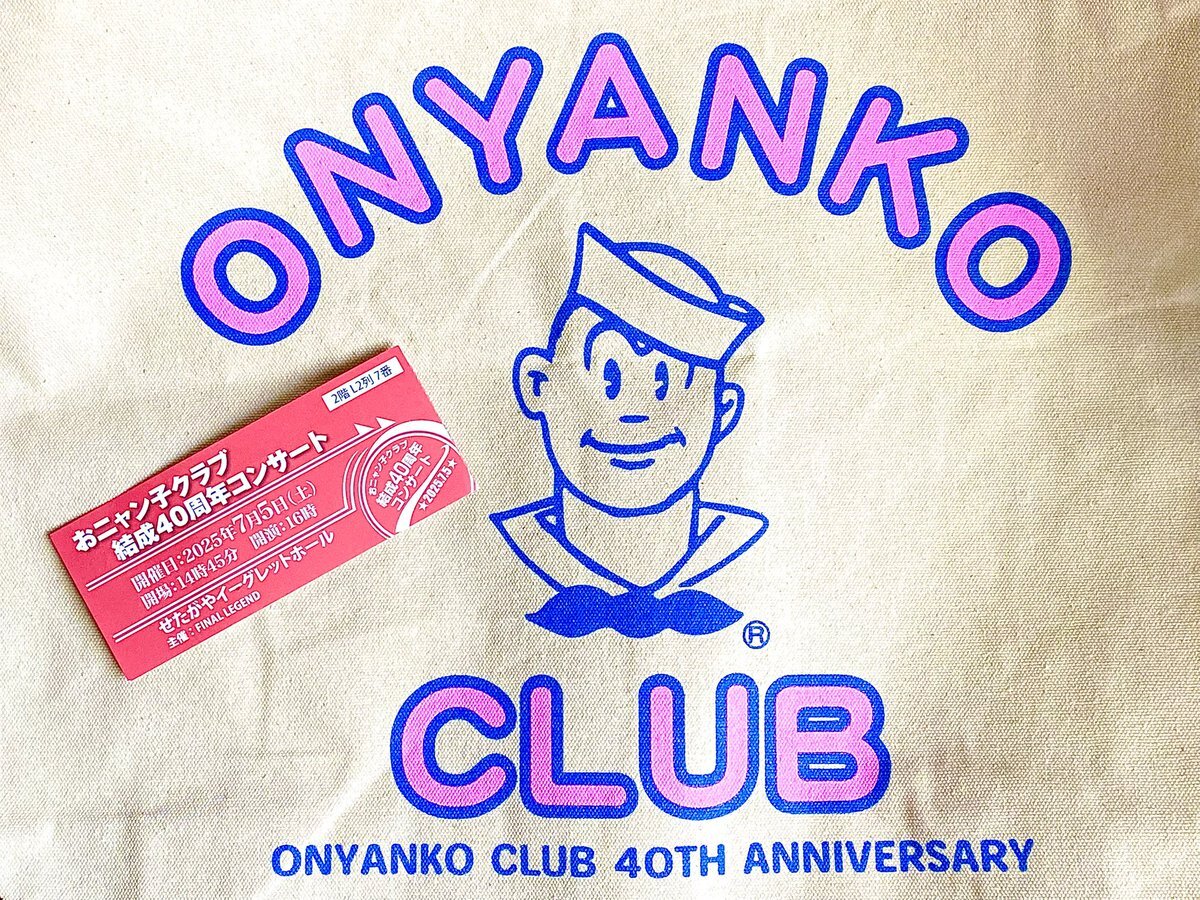 ONYANKO
2階 L2列 7番
おニャン子クラブ
結成40周年コンサート
開催日:2025年7月5日(土)
開場:14時45分 開演:16時
せたがやイーグレットホール
主催:FINAL LEGEND
おニャン子クラブ
結成40周年
コンサート
★2025.7.5★
®
CLUB
ONYANKO CLUB 40TH ANNIVERSARY